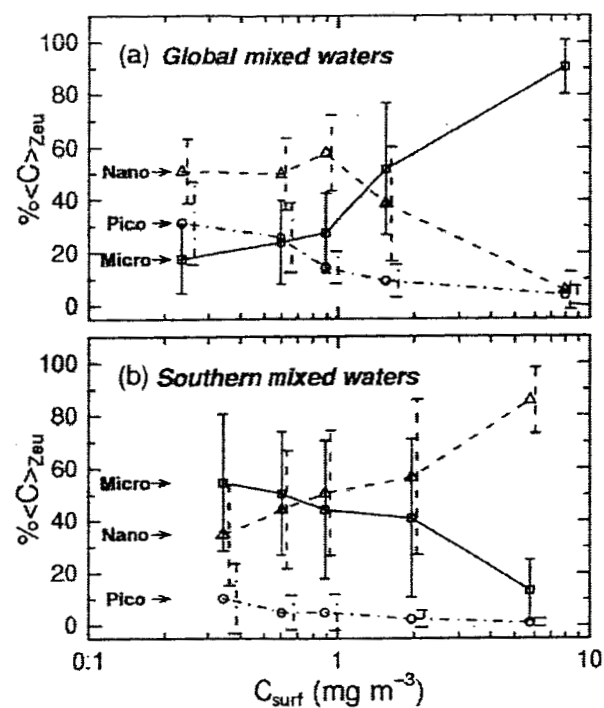 (a) Global mixed waters
100
80
60
40
20
0
%<C>Zeu
Nano→
Pico→
Micro→
(b) Southern mixed waters
100
80
60
40
20
0
%<C>Zeu
Micro→
Nano→
Pico→
0.1
1
10
Csurf (mg m⁻³)